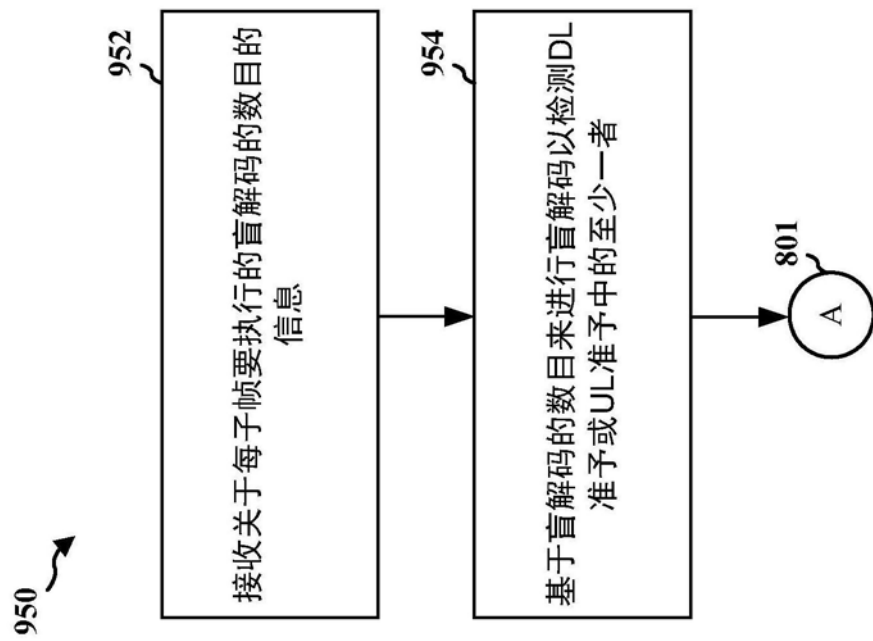 950
952
接收关于每子帧要执行的盲解码的数目的
信息
954
基于盲解码的数目来进行盲解码以检测DL
准予或UL准予中的至少一者
801
A